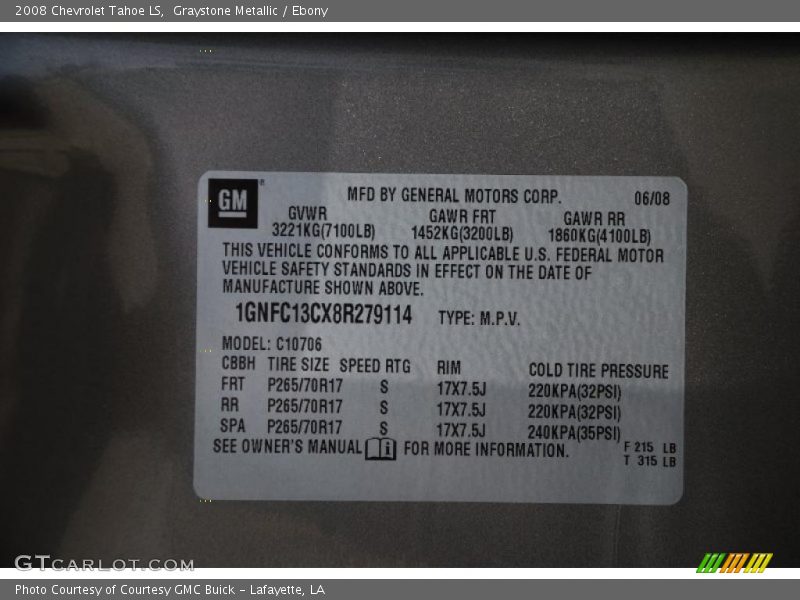 2008 Chevrolet Tahoe LS, Graystone Metallic / Ebony
GM® MFD BY GENERAL MOTORS CORP. 06/08
GVWR GAWR FRT GAWR RR
3221KG(7100LB) 1452KG(3200LB) 1860KG(4100LB)
THIS VEHICLE CONFORMS TO ALL APPLICABLE U.S. FEDERAL MOTOR
VEHICLE SAFETY STANDARDS IN EFFECT ON THE DATE OF
MANUFACTURE SHOWN ABOVE.
1GNFC13CX8R279114 TYPE: M.P.V.
MODEL: C10706
CBBH TIRE SIZE SPEED RTG RIM COLD TIRE PRESSURE
FRT P265/70R17 S 17X7.5J 220KPA(32PSI)
RR P265/70R17 S 17X7.5J 220KPA(32PSI)
SPA P265/70R17 S 17X7.5J 240KPA(35PSI)
SEE OWNER'S MANUAL i FOR MORE INFORMATION. F 215 LB
T 315 LB
GTCARLOT.COM
Photo Courtesy of Courtesy GMC Buick - Lafayette, LA